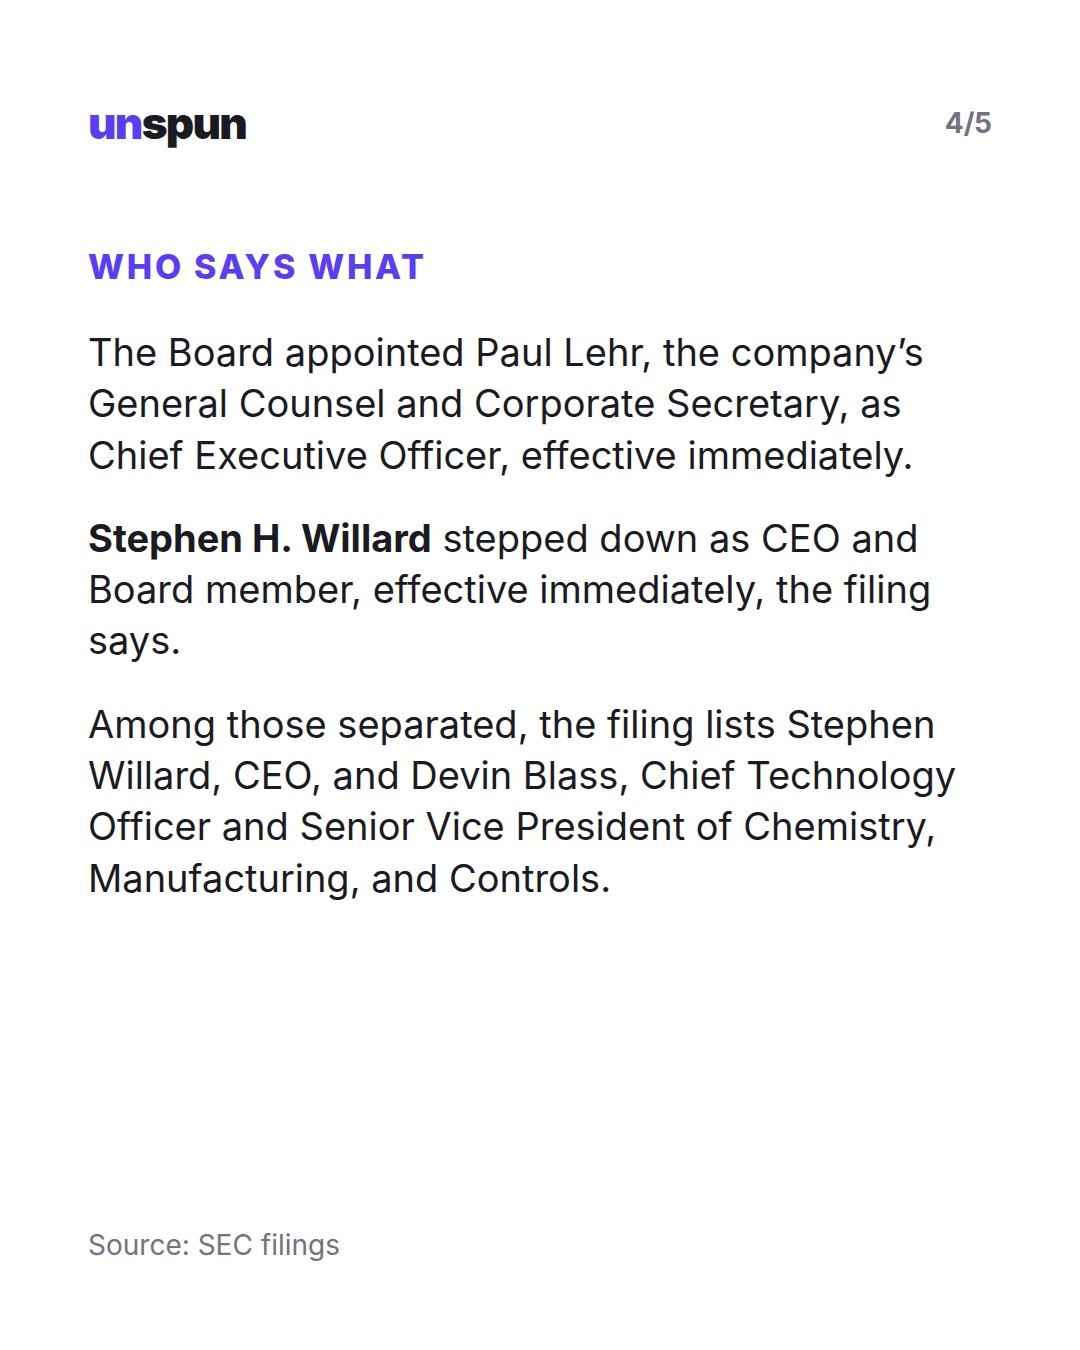 unspun
4/5
WHO SAYS WHAT
The Board appointed Paul Lehr, the company’s
General Counsel and Corporate Secretary, as
Chief Executive Officer, effective immediately.
Stephen H. Willard stepped down as CEO and
Board member, effective immediately, the filing
says.
Among those separated, the filing lists Stephen
Willard, CEO, and Devin Blass, Chief Technology
Officer and Senior Vice President of Chemistry,
Manufacturing, and Controls.
Source: SEC filings